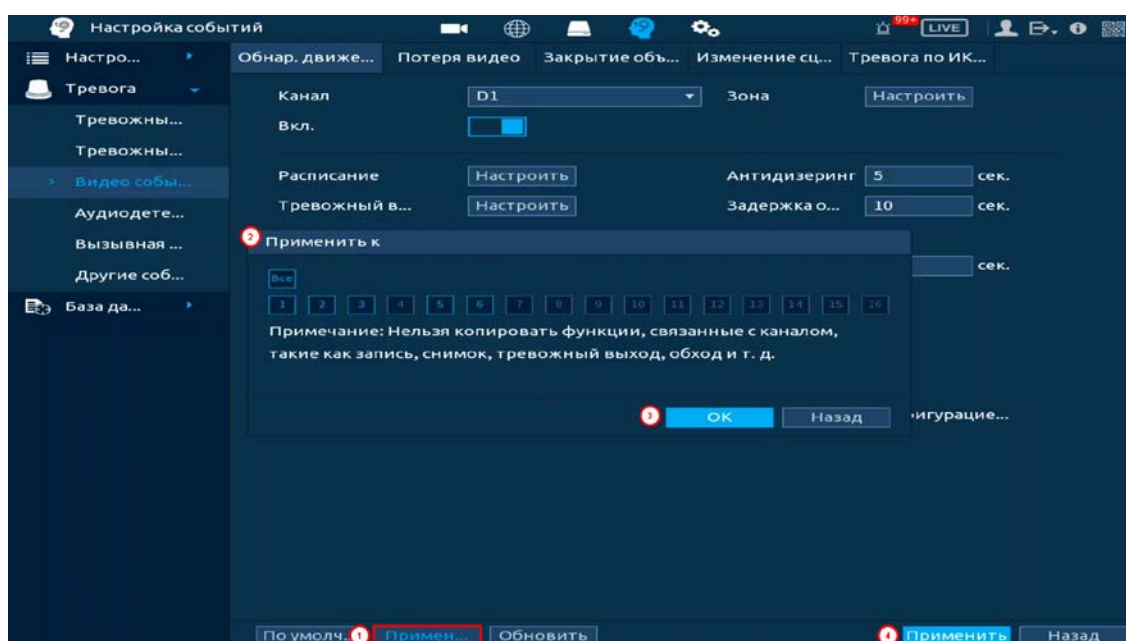 Настройка событий
99+
LIVE
Настро...
Обнар. движе... Потеря видео Закрытие объ... Изменение сц... Тревога по ИК...
Тревога
Канал D1 Зона Настроить
Тревожны...
Вкл.
Тревожны...
Видео собы...
Расписание Настроить Антидизеринг 5 сек.
Аудиодете...
Тревожный в... Настроить Задержка о... 10 сек.
Вызывная ...
2 Применить к
сек.
Другие соб...
Все
База да...
1 2 3 4 5 6 7 8 9 10 11 12 13 14 15 16
Примечание: Нельзя копировать функции, связанные с каналом,
такие как запись, снимок, тревожный выход, обход и т. д.
3 OK Назад игурацие...
По умолч. 1 Примен... Обновить 4 Применить Назад